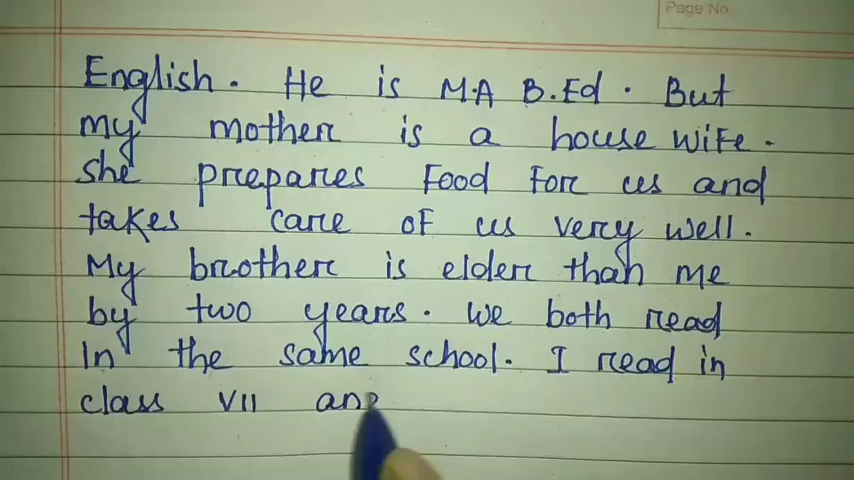 Page No.
English. He is M.A B.Ed. But
my mother is a house wife.
she prepares Food For us and
takes care of us very well.
My brother is elder than me
by two years. We both read
In the same school. I read in
class VII an